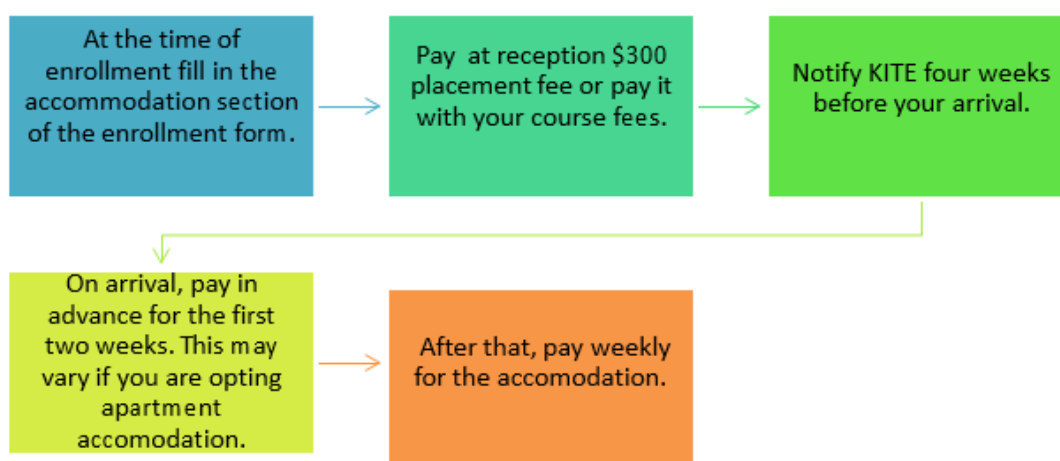 At the time of
enrollment fill in the
accommodation section
of the enrollment form.
Pay at reception $300
placement fee or pay it
with your course fees.
Notify KITE four weeks
before your arrival.
On arrival, pay in
advance for the first
two weeks. This may
vary if you are opting
apartment
accomodation.
After that, pay weekly
for the accomodation.